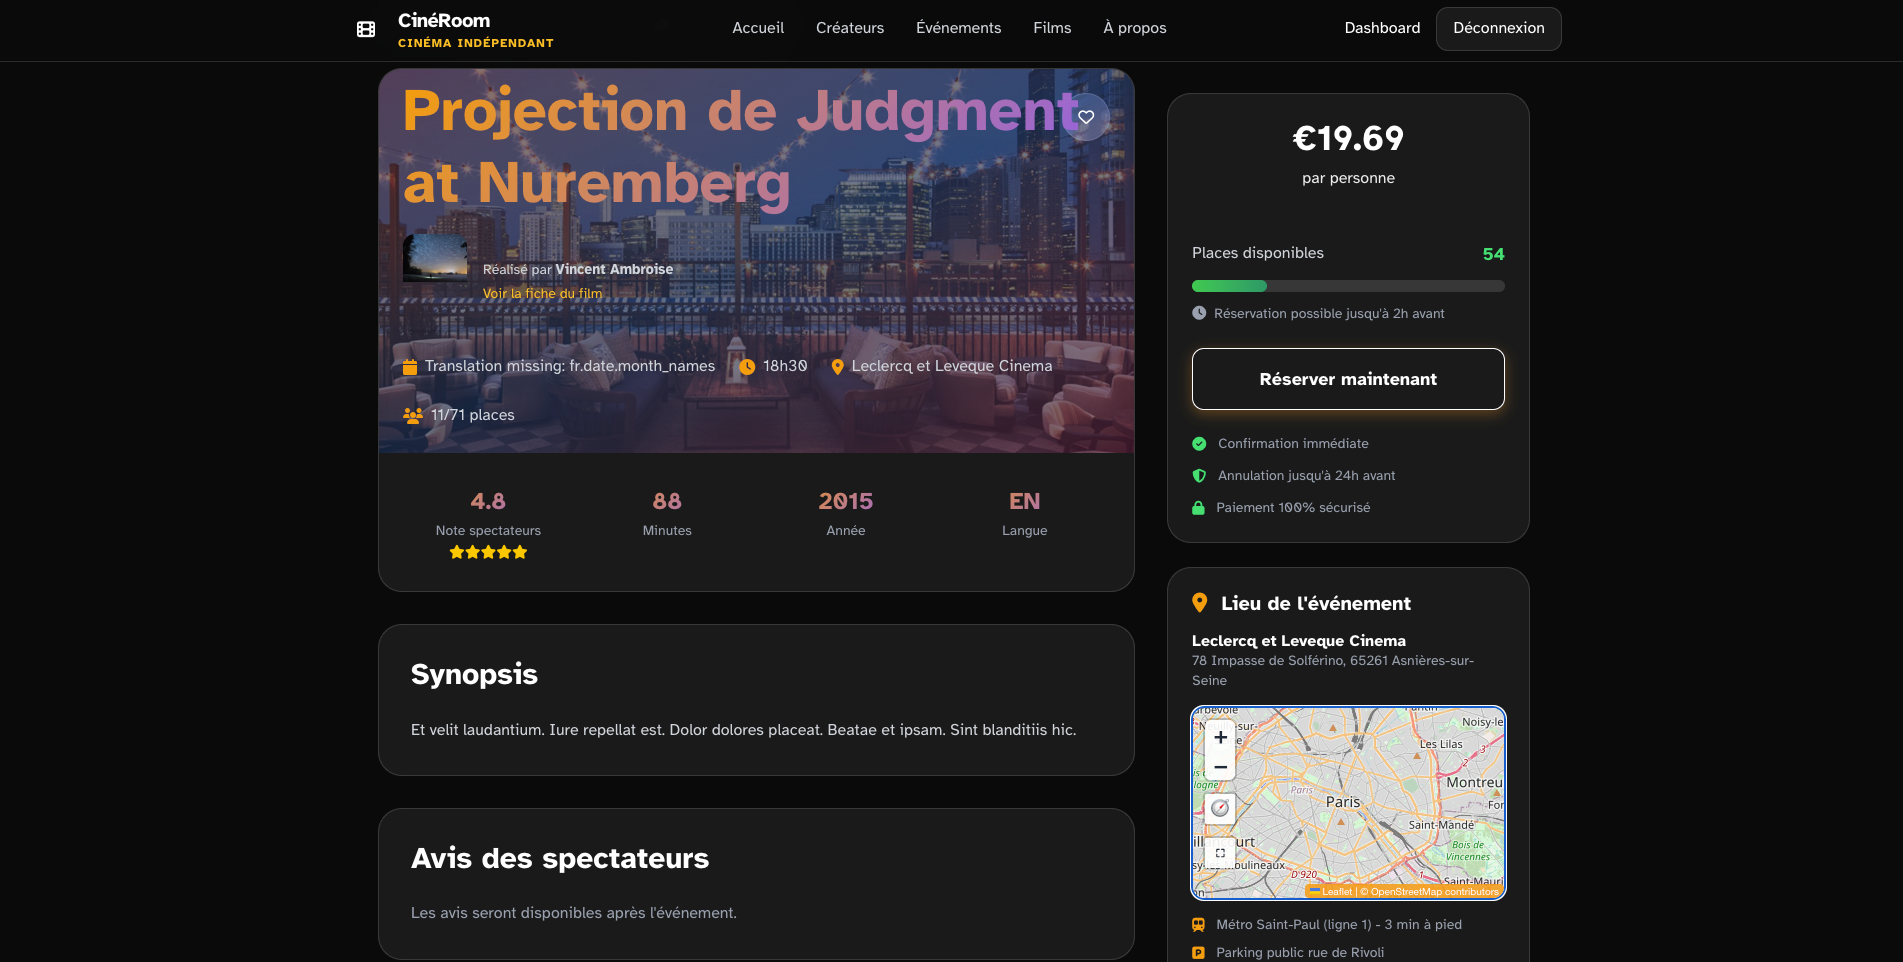 CinéRoom
CINÉMA INDÉPENDANT
Accueil
Créateurs
Événements
Films
À propos
Dashboard
Déconnexion
Projection de Judgment
at Nuremberg
Réalisé par Vincent Ambroise
Voir la fiche du film
Translation missing: fr.date.month_names
18h30
Leclercq et Leveque Cinema
11/71 places
4.8
Note spectateurs
88
Minutes
2015
Année
EN
Langue
Synopsis
Et velit laudantium. Iure repellat est. Dolor dolores placeat. Beatae et ipsam. Sint blanditiis hic.
Avis des spectateurs
Les avis seront disponibles après l'événement.
€19.69
par personne
Places disponibles
54
Réservation possible jusqu'à 2h avant
Réserver maintenant
Confirmation immédiate
Annulation jusqu'à 24h avant
Paiement 100% sécurisé
Lieu de l'événement
Leclercq et Leveque Cinema
78 Impasse de Solférino, 65261 Asnières-sur-
Seine
+
−
Noisy-le
Les Lilas
3
2
Montreu
Paris
Paris
Saint-Mandé
Bois de
Vincennes
D'920
1
Saint-Mauri
Leaflet | © OpenStreetMap contributors
Métro Saint-Paul (ligne 1) - 3 min à pied
P
Parking public rue de Rivoli